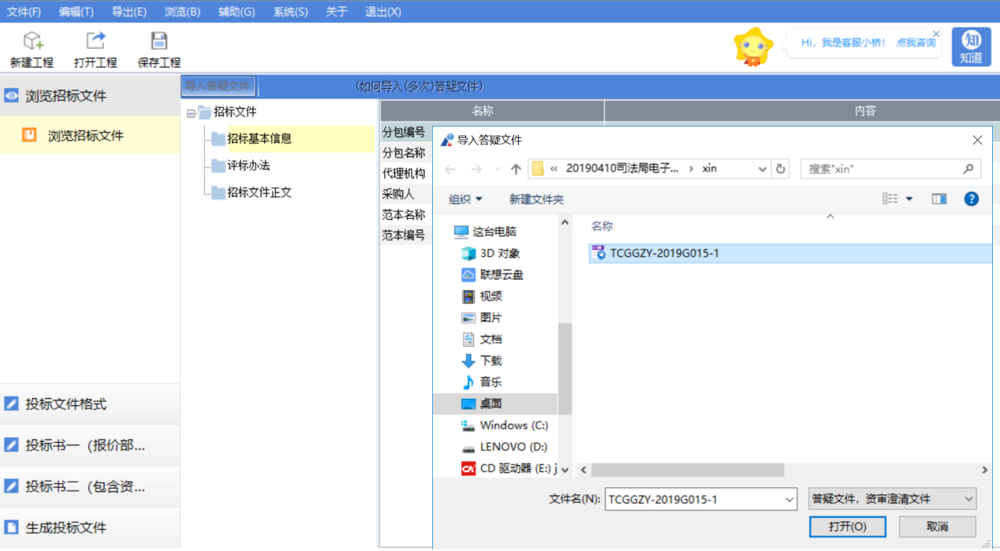 文件(F) 编辑(T) 导出(E) 浏览(B) 辅助(G) 系统(S) 关于 退出(X)
新建工程 打开工程 保存工程
Hi，我是客服小桥！ 点我咨询
知
知道
浏览招标文件
浏览招标文件
投标文件格式
投标书一（报价部...
投标书二（包含资...
生成投标文件
导入答疑文件
(如何导入(多次)答疑文件)
招标文件
招标基本信息
评标办法
招标文件正文
名称 内容
分包编号
分包名称
代理机构
采购人
范本名称
范本编号
导入答疑文件
« 20190410司法局电子... › xin
搜索"xin"
组织 新建文件夹
这台电脑
3D 对象
联想云盘
视频
图片
文档
下载
音乐
桌面
Windows (C:)
LENOVO (D:)
CD 驱动器 (E:) j
名称
TCGGZY-2019G015-1
文件名(N): TCGGZY-2019G015-1 答疑文件，资审澄清文件
打开(O) 取消